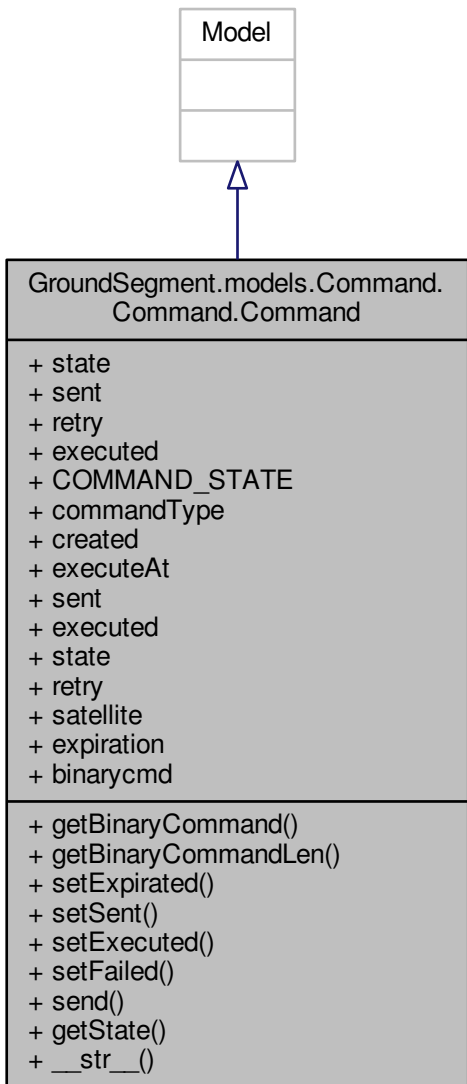 Model
GroundSegment.models.Command.
Command.Command
+ state
+ sent
+ retry
+ executed
+ COMMAND_STATE
+ commandType
+ created
+ executeAt
+ sent
+ executed
+ state
+ retry
+ satellite
+ expiration
+ binarycmd
+ getBinaryCommand()
+ getBinaryCommandLen()
+ setExpirated()
+ setSent()
+ setExecuted()
+ setFailed()
+ send()
+ getState()
+ __str__()